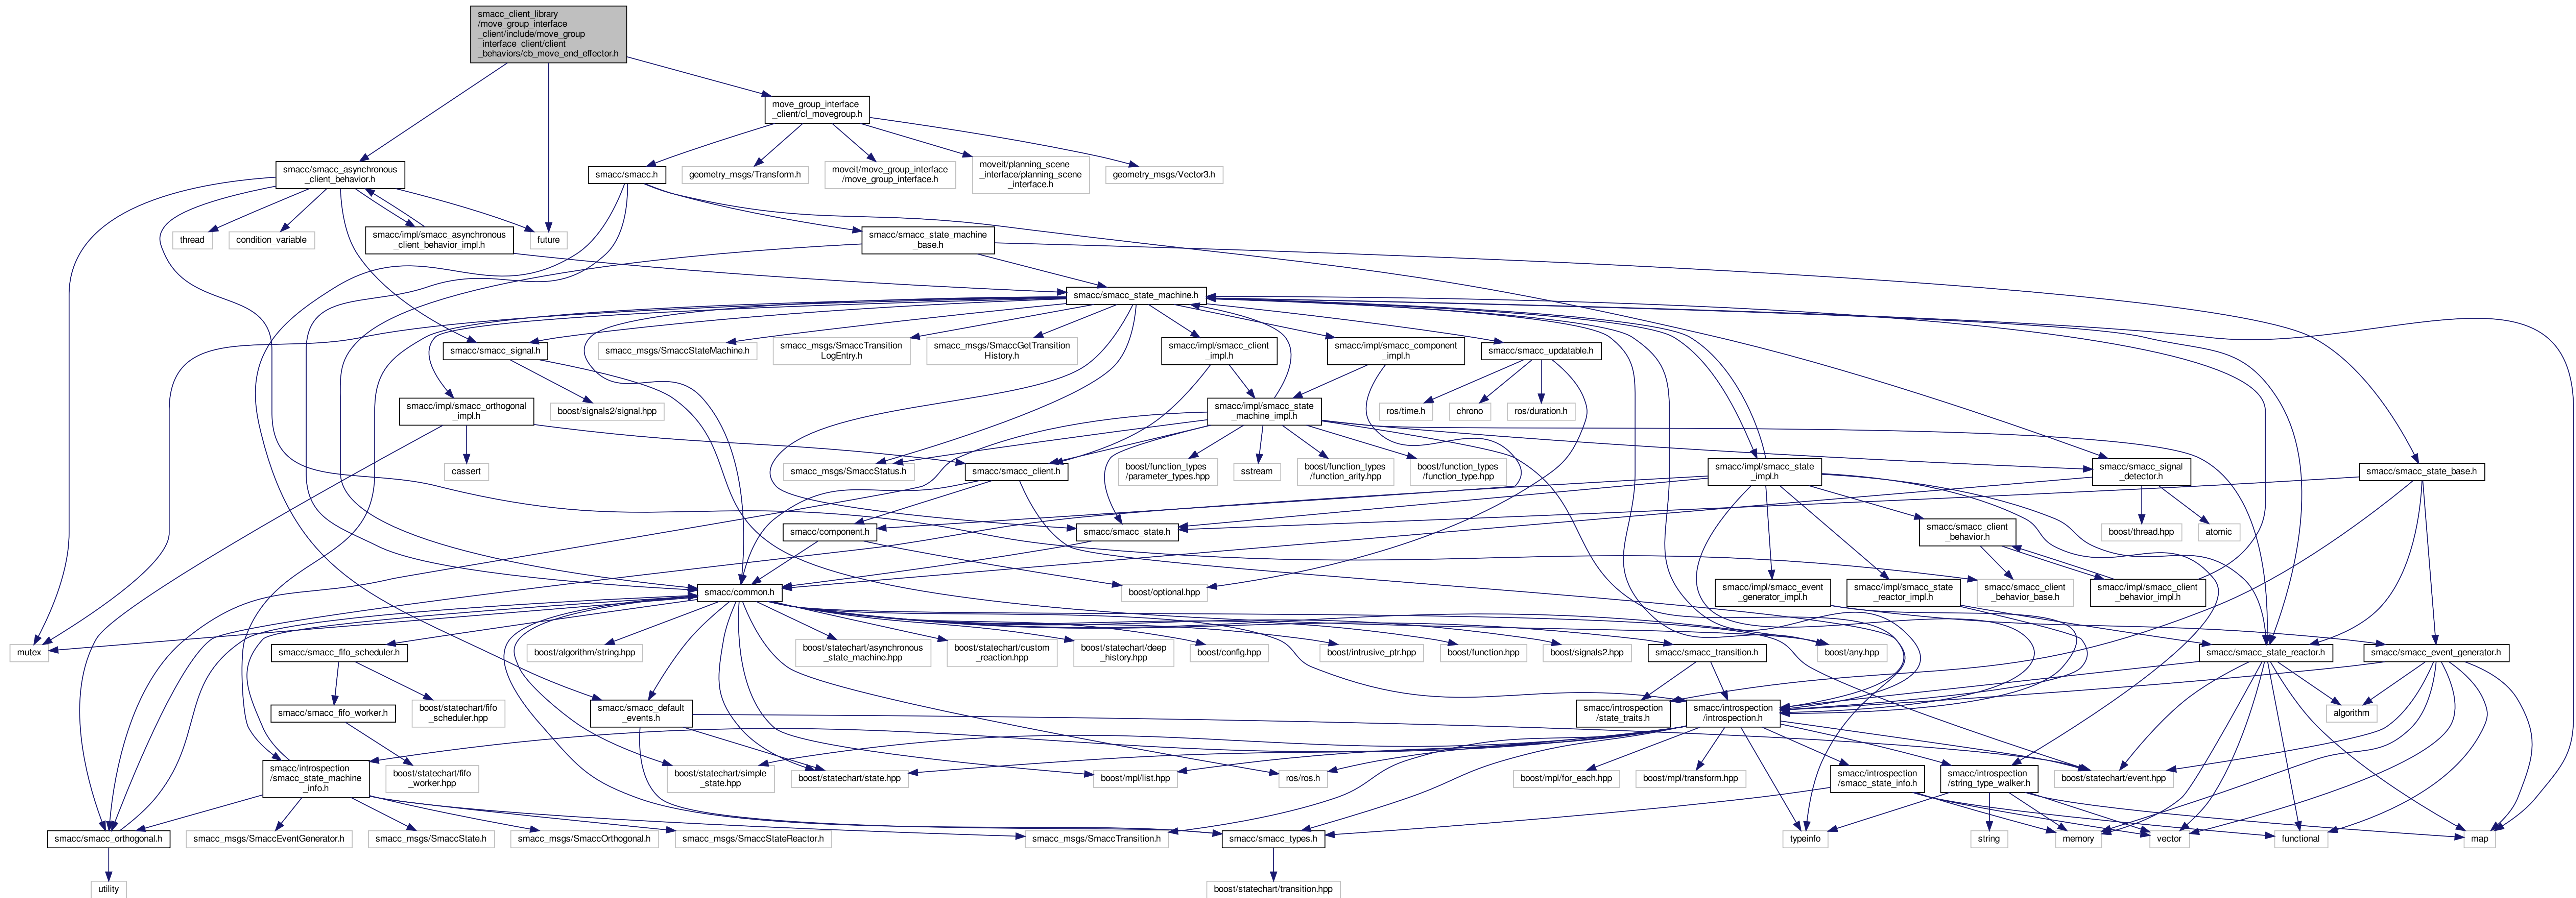 smacc_client_library
/move_group_interface
_client/include/move_group
_interface_client/client
_behaviors/cb_move_end_effector.h
move_group_interface
_client/cl_movegroup.h
smacc/smacc_asynchronous
_client_behavior.h
smacc/smacc.h
geometry_msgs/Transform.h
moveit/move_group_interface
/move_group_interface.h
moveit/planning_scene
_interface/planning_scene
_interface.h
geometry_msgs/Vector3.h
thread
condition_variable
smacc/impl/smacc_asynchronous
_client_behavior_impl.h
future
smacc/smacc_state_machine
_base.h
smacc/smacc_state_machine.h
smacc/smacc_signal.h
smacc_msgs/SmaccStateMachine.h
smacc_msgs/SmaccTransition
LogEntry.h
smacc_msgs/SmaccGetTransition
History.h
smacc/impl/smacc_client
_impl.h
smacc/impl/smacc_component
_impl.h
smacc/smacc_updatable.h
smacc/impl/smacc_orthogonal
_impl.h
boost/signals2/signal.hpp
smacc/impl/smacc_state
_machine_impl.h
ros/time.h
chrono
ros/duration.h
cassert
smacc_msgs/SmaccStatus.h
smacc/smacc_client.h
boost/function_types
/parameter_types.hpp
sstream
boost/function_types
/function_arity.hpp
boost/function_types
/function_type.hpp
smacc/impl/smacc_state
_impl.h
smacc/smacc_signal
_detector.h
smacc/smacc_state_base.h
smacc/component.h
smacc/smacc_state.h
smacc/smacc_client
_behavior.h
boost/thread.hpp
atomic
smacc/common.h
boost/optional.hpp
smacc/impl/smacc_event
_generator_impl.h
smacc/impl/smacc_state
_reactor_impl.h
smacc/smacc_client
_behavior_base.h
smacc/impl/smacc_client
_behavior_impl.h
mutex
smacc/smacc_fifo_scheduler.h
boost/algorithm/string.hpp
boost/statechart/asynchronous
_state_machine.hpp
boost/statechart/custom
_reaction.hpp
boost/statechart/deep
_history.hpp
boost/config.hpp
boost/intrusive_ptr.hpp
boost/function.hpp
boost/signals2.hpp
smacc/smacc_transition.h
boost/any.hpp
smacc/smacc_state_reactor.h
smacc/smacc_event_generator.h
smacc/smacc_fifo_worker.h
boost/statechart/fifo
_scheduler.hpp
smacc/smacc_default
_events.h
smacc/introspection
/state_traits.h
smacc/introspection
/introspection.h
algorithm
smacc/introspection
/smacc_state_machine
_info.h
boost/statechart/fifo
_worker.hpp
boost/statechart/simple
_state.hpp
boost/statechart/state.hpp
boost/mpl/list.hpp
ros/ros.h
boost/mpl/for_each.hpp
boost/mpl/transform.hpp
smacc/introspection
/smacc_state_info.h
smacc/introspection
/string_type_walker.h
boost/statechart/event.hpp
smacc/smacc_orthogonal.h
smacc_msgs/SmaccEventGenerator.h
smacc_msgs/SmaccState.h
smacc_msgs/SmaccOrthogonal.h
smacc_msgs/SmaccStateReactor.h
smacc_msgs/SmaccTransition.h
smacc/smacc_types.h
typeinfo
string
memory
vector
functional
map
utility
boost/statechart/transition.hpp